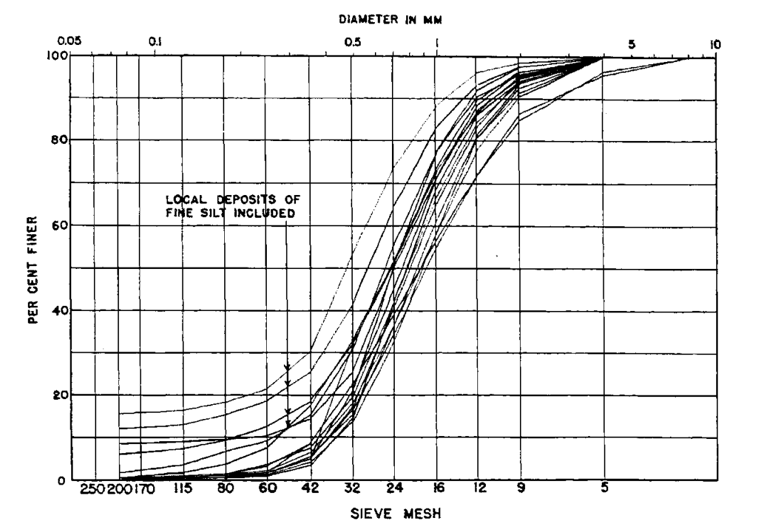 DIAMETER IN MM
0.05 0.1 0.5 1 5 10
100
80
LOCAL DEPOSITS OF
FINE SILT INCLUDED
60
PER CENT FINER
40
20
0
250 200 170 115 80 60 42 32 24 16 12 9 5
SIEVE MESH